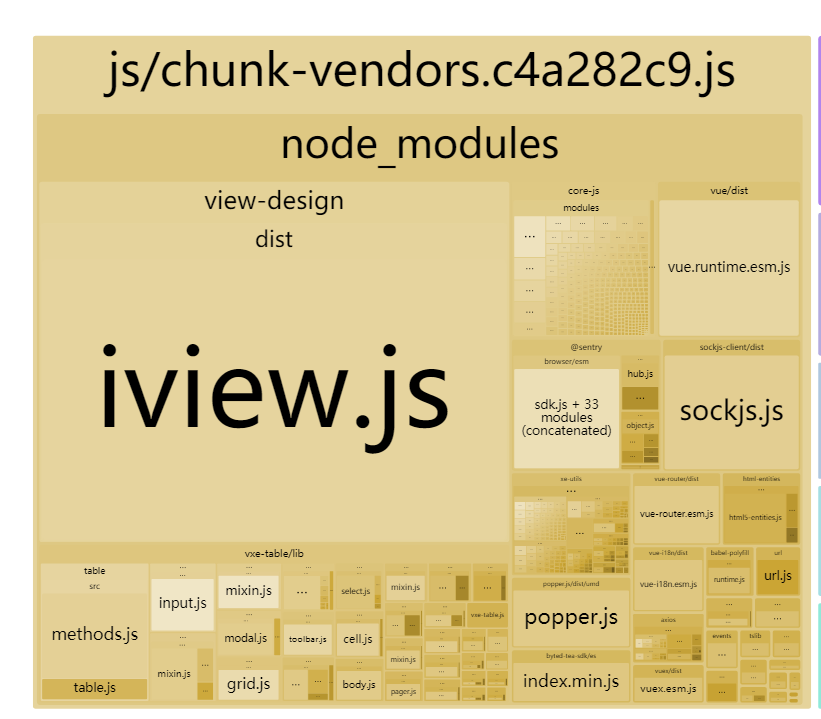 js/chunk-vendors.c4a282c9.js
node_modules
view-design
dist
iview.js
core-js
modules
...
vue/dist
vue.runtime.esm.js
@sentry
browser/esm
sdk.js + 33
modules
(concatenated)
hub.js
...
object.js
sockjs-client/dist
sockjs.js
xe-utils
...
vue-router/dist
vue-router.esm.js
html-entities
html5-entities.js
vue-i18n/dist
vue-i18n.esm.js
babel-polyfill
runtime.js
url
url.js
popper.js/dist/umd
popper.js
axios
events
tslib
byted-tea-sdk/es
index.min.js
vuex/dist
vuex.esm.js
vxe-table/lib
table
src
methods.js
table.js
input.js
mixin.js
mixin.js
modal.js
grid.js
toolbar.js
select.js
cell.js
body.js
mixin.js
mixin.js
pager.js
vxe-table.js